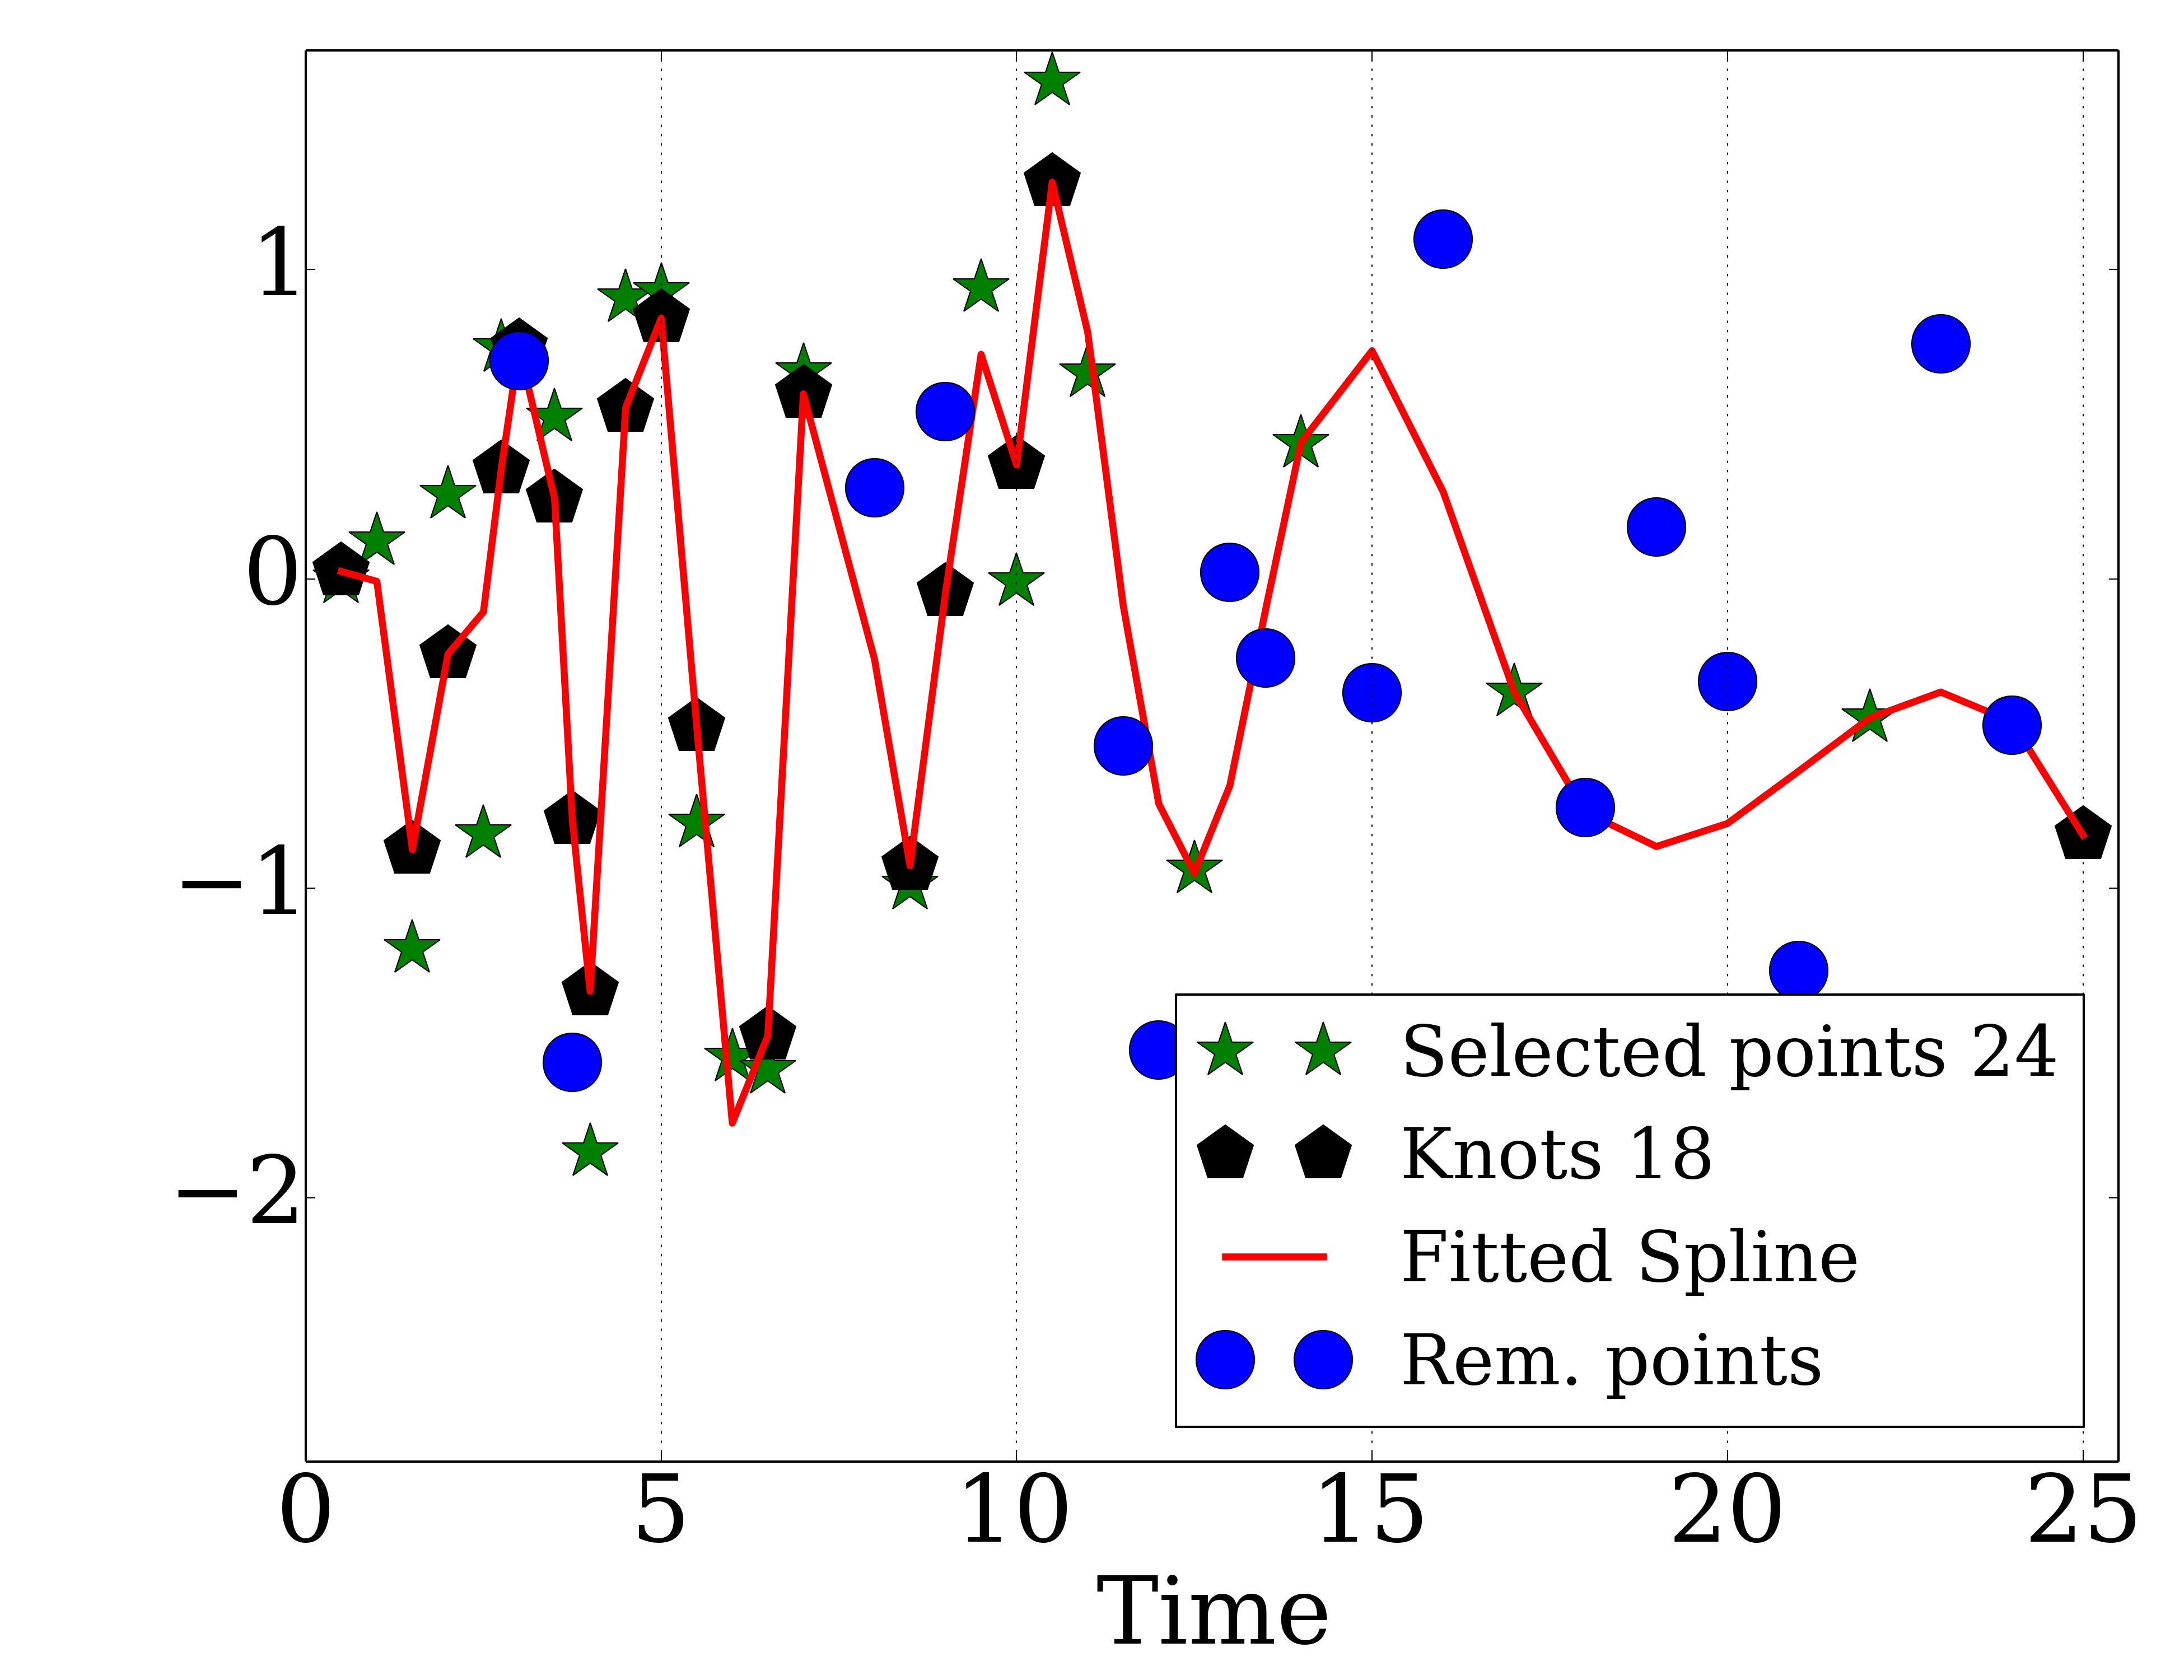 1
0
−1
−2
Selected points 24
Knots 18
Fitted Spline
Rem. points
0 5 10 15 20 25
Time